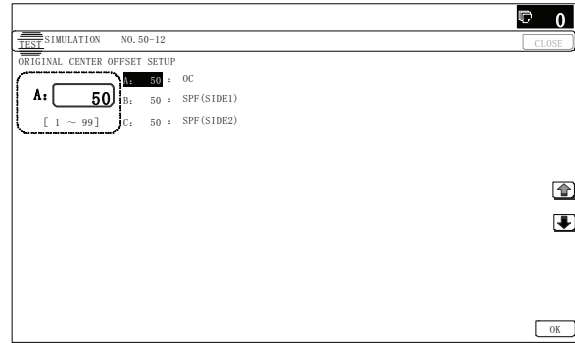 0
TEST SIMULATION NO.50-12
CLOSE
ORIGINAL CENTER OFFSET SETUP
A: 50
[ 1 ～ 99]
A: 50 : OC
B: 50 : SPF(SIDE1)
C: 50 : SPF(SIDE2)
OK